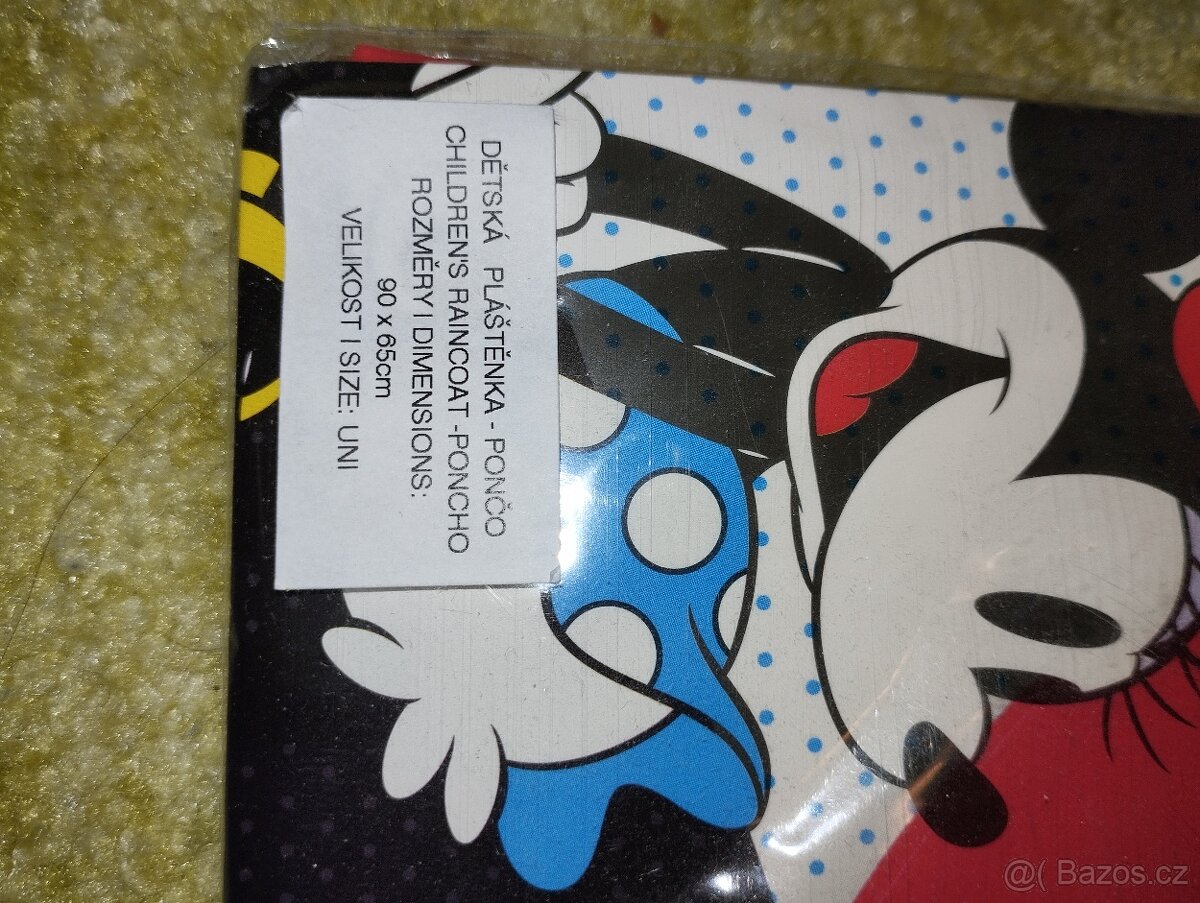 DĚTSKÁ PLÁŠTĚNKA - PONČO
CHILDREN'S RAINCOAT -PONCHO
ROZMĚRY I DIMENSIONS:
90 x 65cm
VELIKOST I SIZE: UNI
@( Bazos.cz